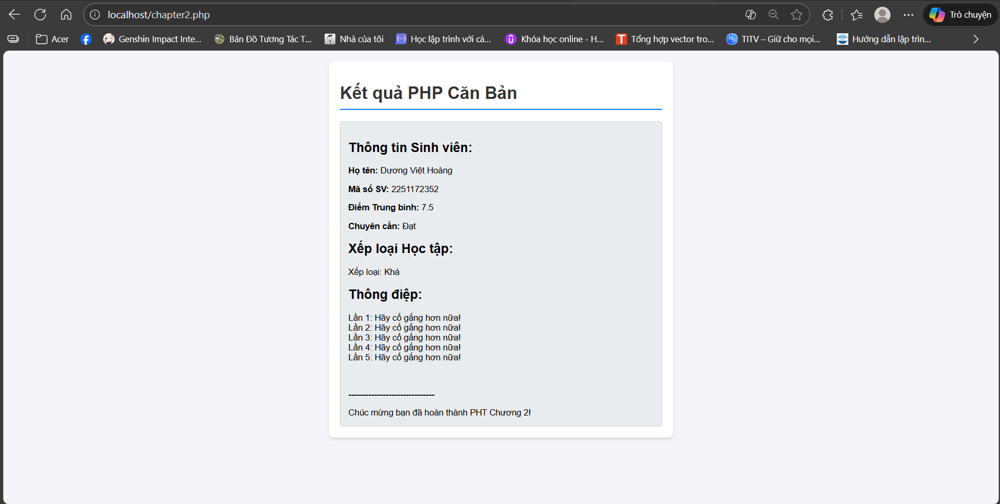 localhost/chapter2.php
Trò chuyện
Acer
Genshin Impact Inte...
Bản Đồ Tương Tác T...
Nhà của tôi
Học lập trình với cá...
Khóa học online - H...
Tổng hợp vector tro...
TITV – Giữ cho mọi...
Hướng dẫn lập trìn...
Kết quả PHP Căn Bản
Thông tin Sinh viên:
Họ tên: Dương Việt Hoàng
Mã số SV: 2251172352
Điểm Trung bình: 7.5
Chuyên cần: Đạt
Xếp loại Học tập:
Xếp loại: Khá
Thông điệp:
Lần 1: Hãy cố gắng hơn nữa!
Lần 2: Hãy cố gắng hơn nữa!
Lần 3: Hãy cố gắng hơn nữa!
Lần 4: Hãy cố gắng hơn nữa!
Lần 5: Hãy cố gắng hơn nữa!
------------------------------
Chúc mừng bạn đã hoàn thành PHT Chương 2!